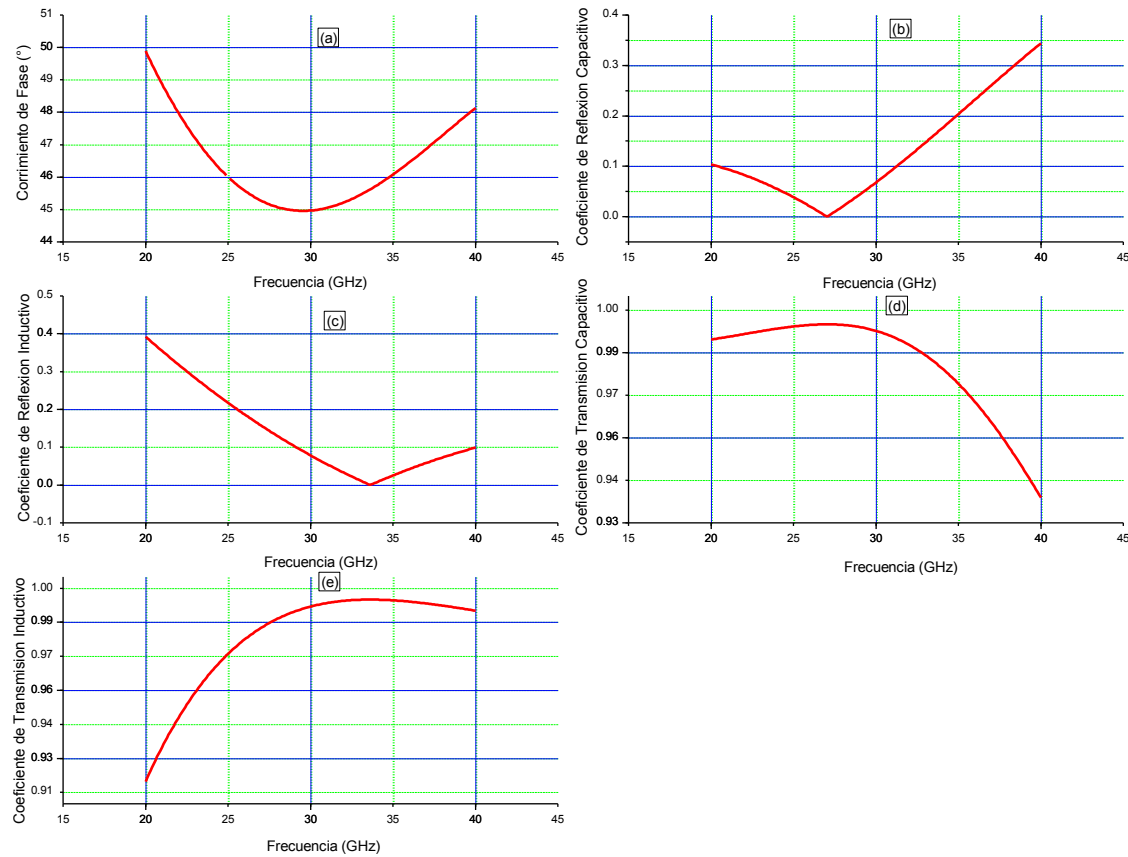 (a)
Corrimiento de Fase (°)
51
50
49
48
47
46
45
44
15 20 25 30 35 40 45
Frecuencia (GHz)
(b)
Coeficiente de Reflexion Capacitivo
0.4
0.3
0.2
0.1
0.0
15 20 25 30 35 40 45
Frecuencia (GHz)
(c)
Coeficiente de Reflexion Inductivo
0.5
0.4
0.3
0.2
0.1
0.0
-0.1
15 20 25 30 35 40 45
Frecuencia (GHz)
(d)
Coeficiente de Transmision Capacitivo
1.00
0.99
0.97
0.96
0.94
0.93
15 20 25 30 35 40 45
Frecuencia (GHz)
(e)
Coeficiente de Transmision Inductivo
1.00
0.99
0.97
0.96
0.94
0.93
0.91
15 20 25 30 35 40 45
Frecuencia (GHz)